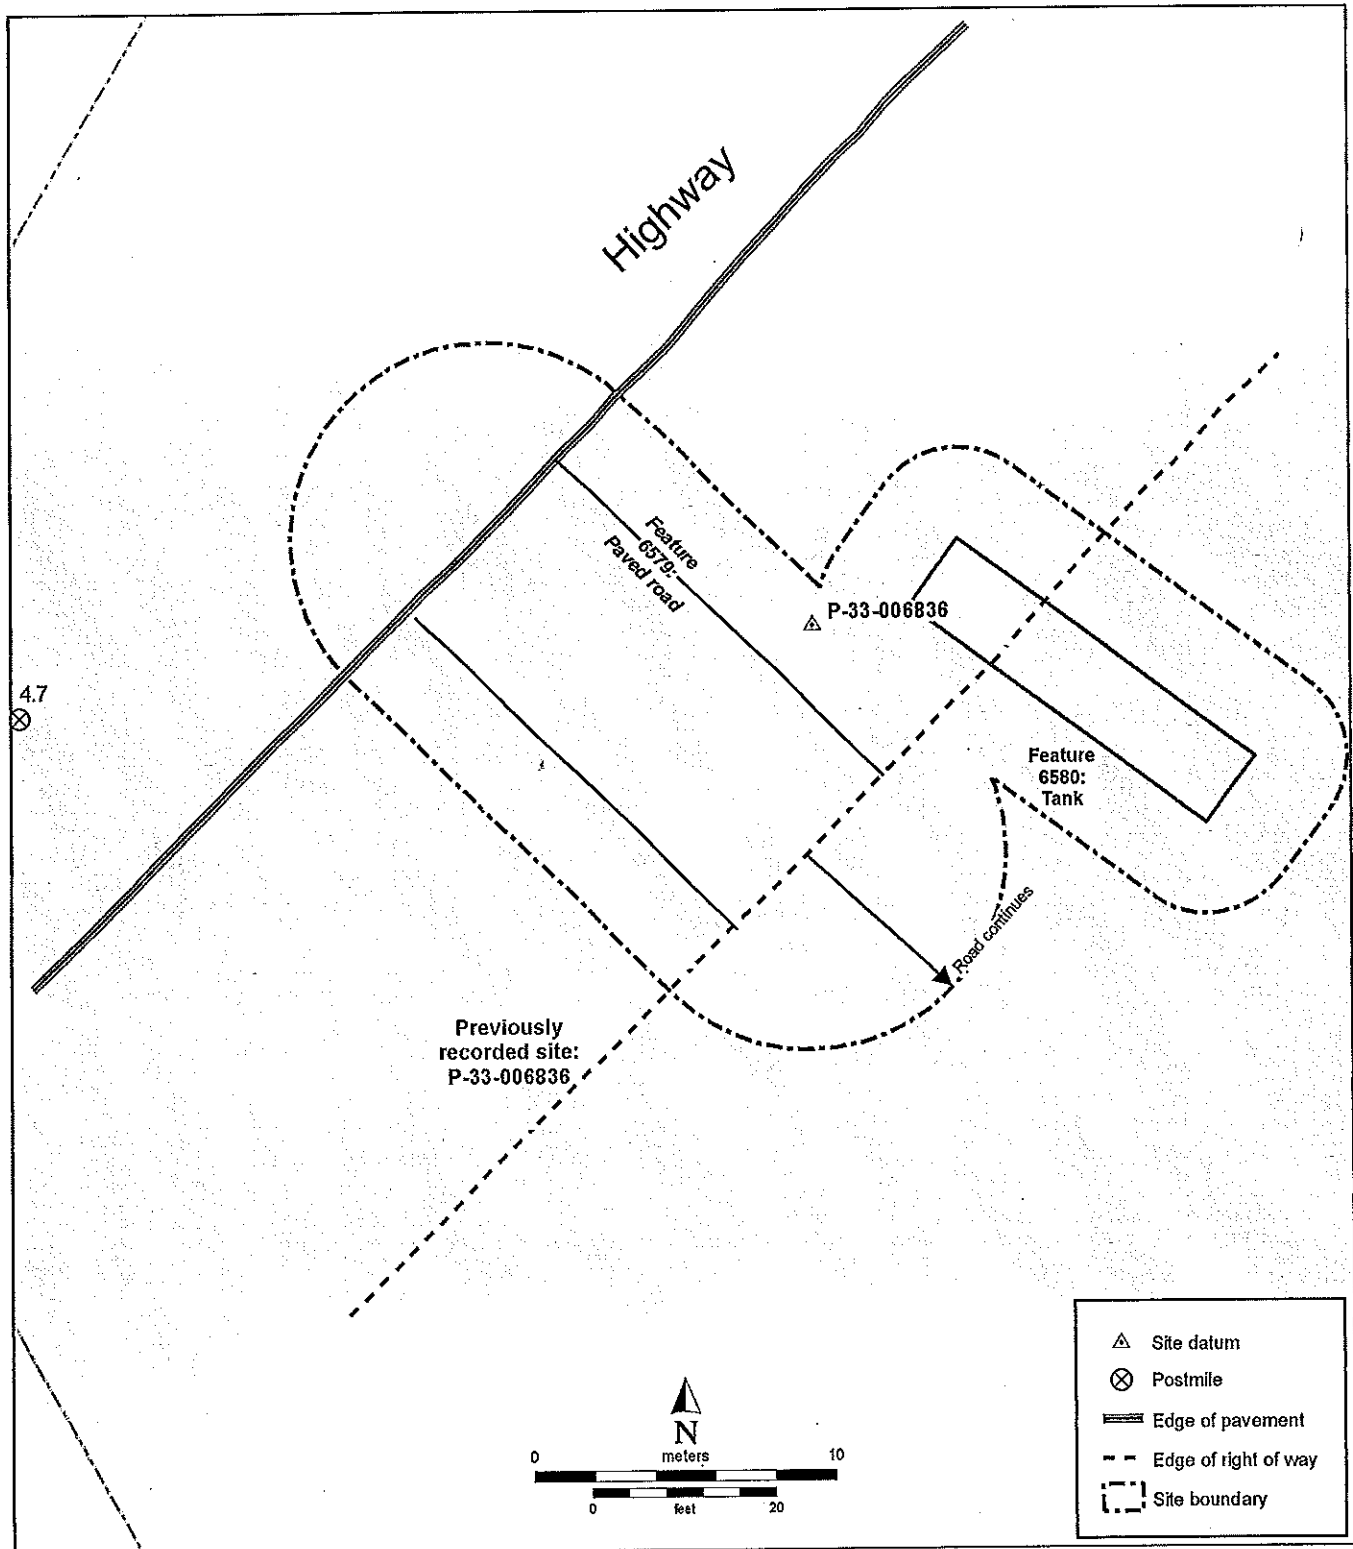 Highway
Feature
6579:
Paved road
P-33-006836
4.7
Feature
6580:
Tank
Road continues
Previously
recorded site:
P-33-006836
N
0 meters 10
0 feet 20
Site datum
Postmile
Edge of pavement
Edge of right of way
Site boundary